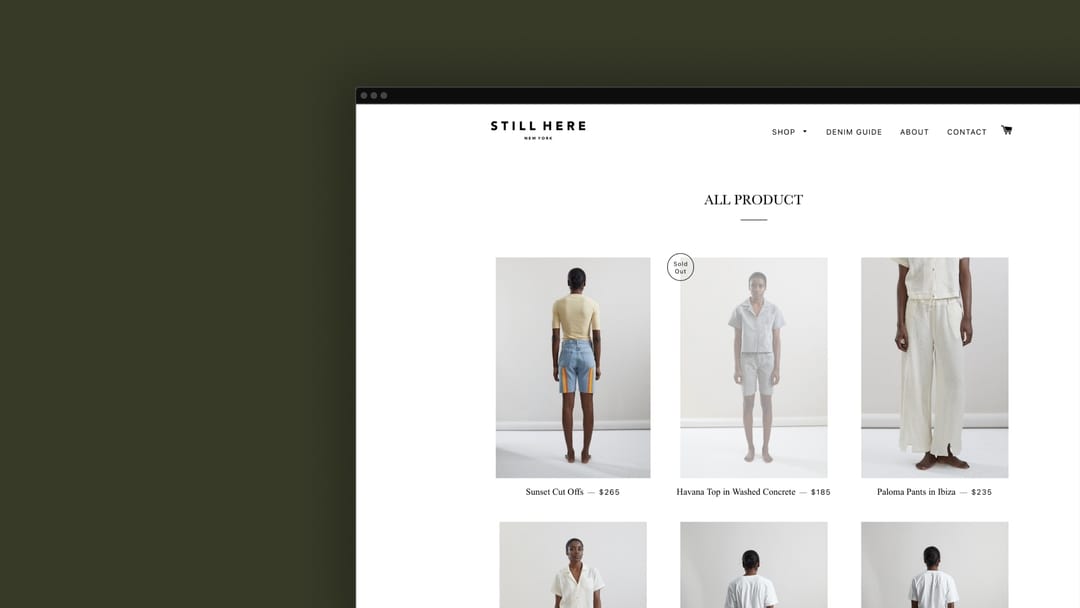 STILL HERE
NEW YORK
SHOP
DENIM GUIDE
ABOUT
CONTACT
ALL PRODUCT
Sold
Out
Sunset Cut Offs — $265
Havana Top in Washed Concrete — $185
Paloma Pants in Ibiza — $235